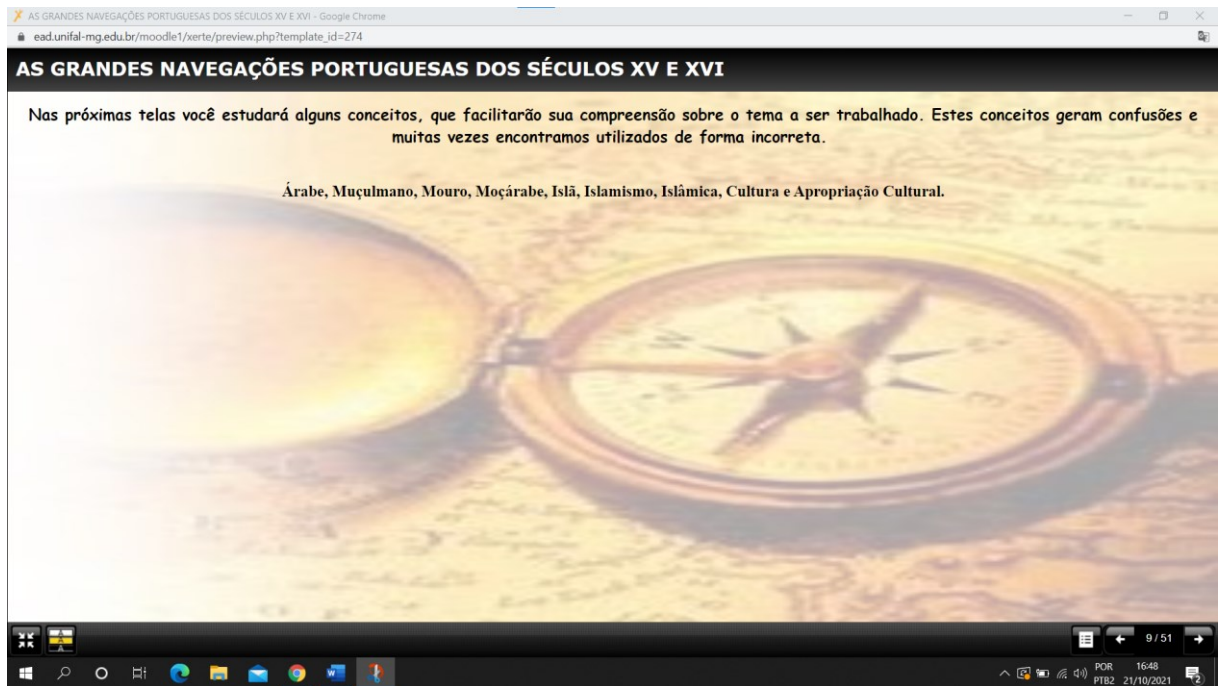 AS GRANDES NAVEGAÇÕES PORTUGUESAS DOS SÉCULOS XV E XVI - Google Chrome
ead.unifal-mg.edu.br/moodle1/xerte/preview.php?template_id=274
AS GRANDES NAVEGAÇÕES PORTUGUESAS DOS SÉCULOS XV E XVI
Nas próximas telas você estudará alguns conceitos, que facilitarão sua compreensão sobre o tema a ser trabalhado. Estes conceitos geram confusões e
muitas vezes encontramos utilizados de forma incorreta.
Árabe, Muçulmano, Mouro, Moçárabe, Islã, Islamismo, Islâmica, Cultura e Apropriação Cultural.
9 / 51
POR 16:48
PTB2 21/10/2021